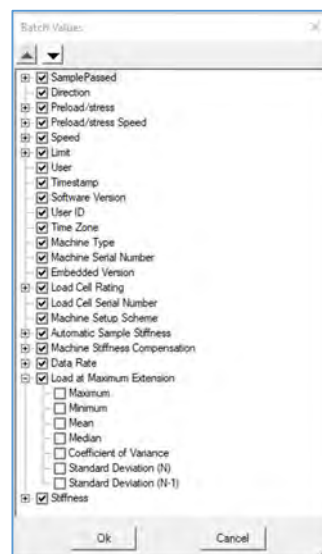 Batch Values
SamplePassed
Direction
Preload/stress
Preload/stress Speed
Speed
Limit
User
Timestamp
Software Version
User ID
Time Zone
Machine Type
Machine Serial Number
Embedded Version
Load Cell Rating
Load Cell Serial Number
Machine Setup Scheme
Automatic Sample Stiffness
Machine Stiffness Compensation
Data Rate
Load at Maximum Extension
Maximum
Minimum
Mean
Median
Coefficient of Variance
Standard Deviation (N)
Standard Deviation (N-1)
Stiffness
Ok Cancel